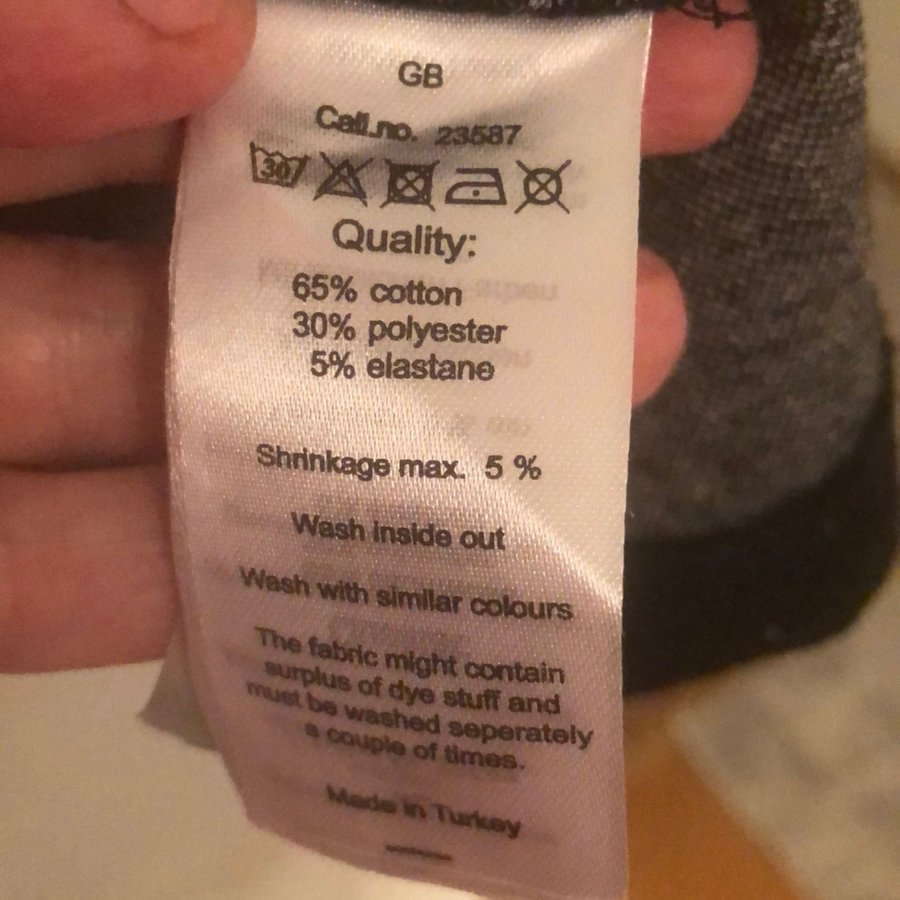 GB
Call.no. 23587
30
Quality:
65% cotton
30% polyester
5% elastane
Shrinkage max. 5 %
Wash inside out
Wash with similar colours
The fabric might contain
surplus of dye stuff and
must be washed seperately
a couple of times.
Made in Turkey